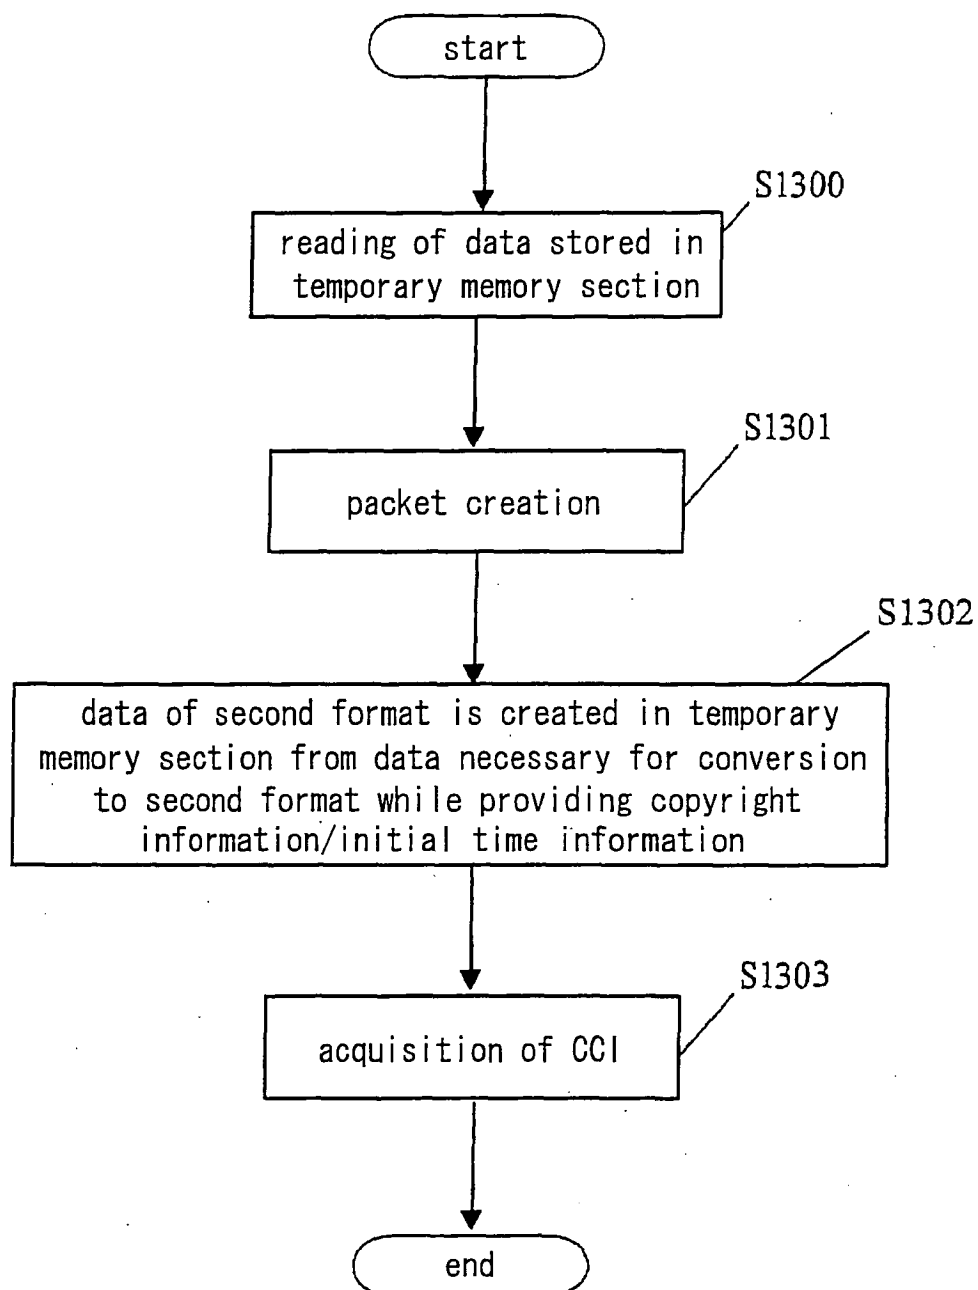 start
S1300
reading of data stored in
temporary memory section
S1301
packet creation
S1302
data of second format is created in temporary
memory section from data necessary for conversion
to second format while providing copyright
information/initial time information
S1303
acquisition of CCI
end